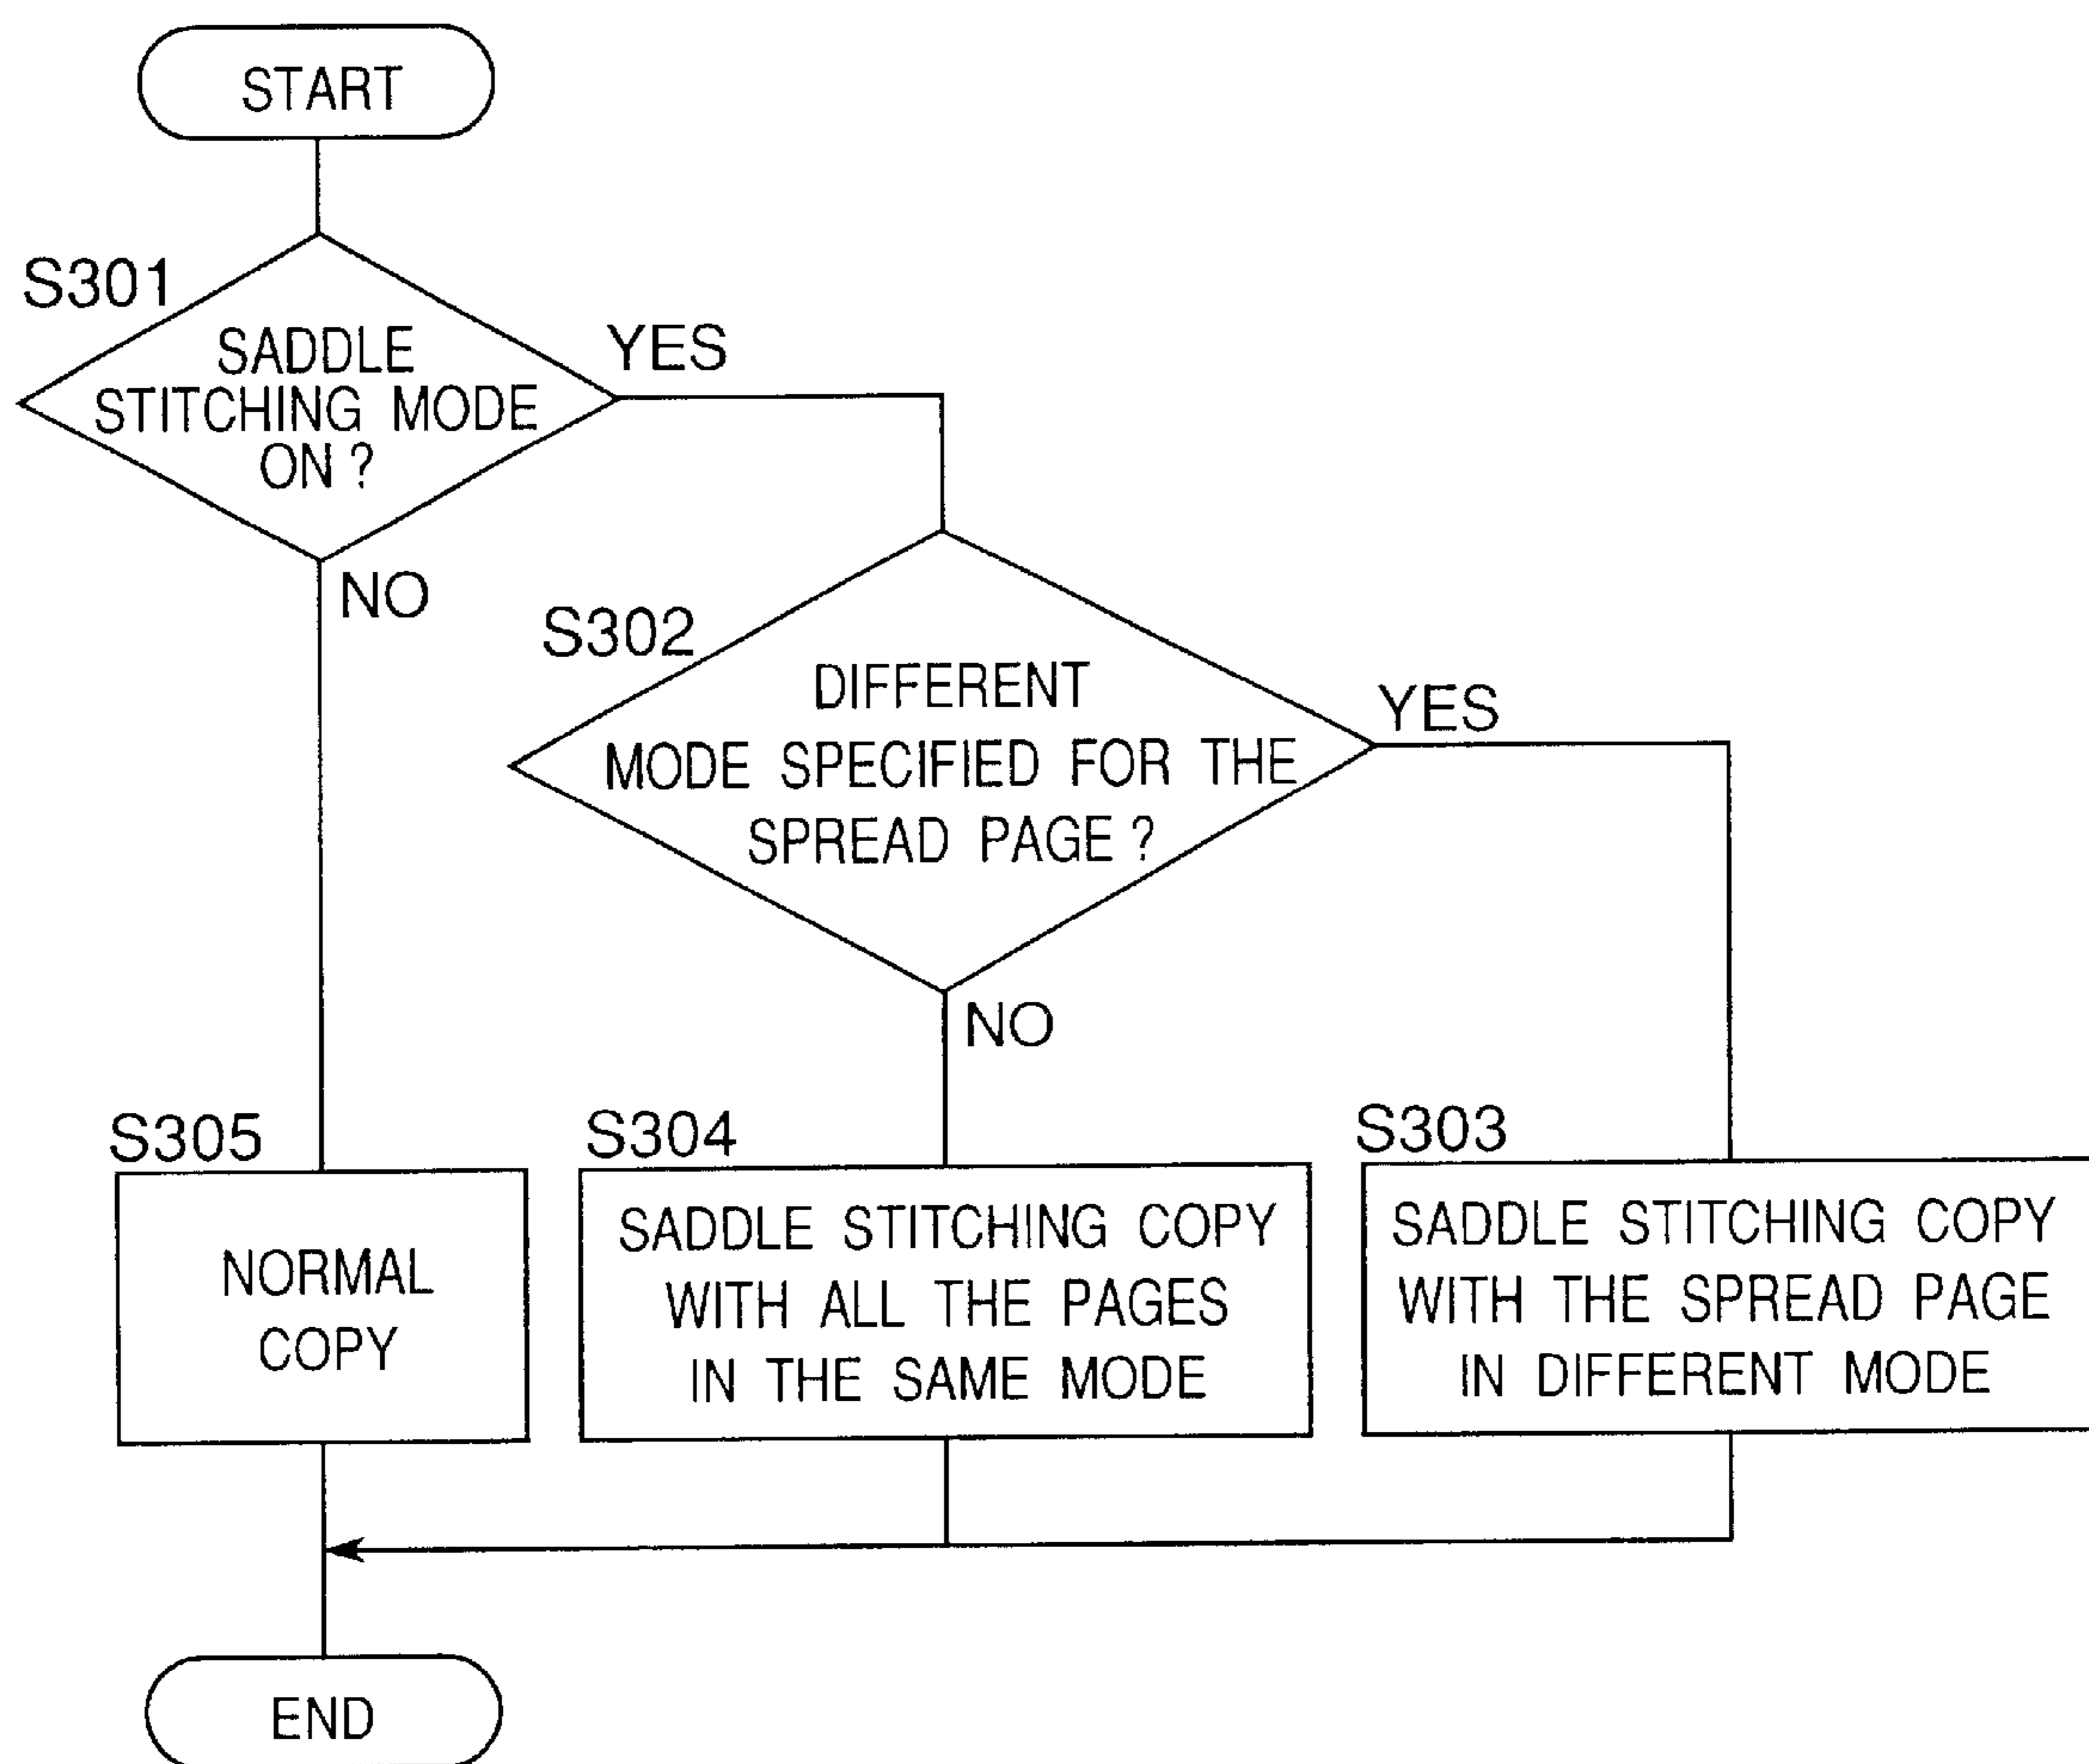 START
S301
SADDLE
STITCHING MODE
ON?
YES
NO
S302
DIFFERENT
MODE SPECIFIED FOR THE
SPREAD PAGE?
YES
NO
S305
NORMAL
COPY
S304
SADDLE STITCHING COPY
WITH ALL THE PAGES
IN THE SAME MODE
S303
SADDLE STITCHING COPY
WITH THE SPREAD PAGE
IN DIFFERENT MODE
END